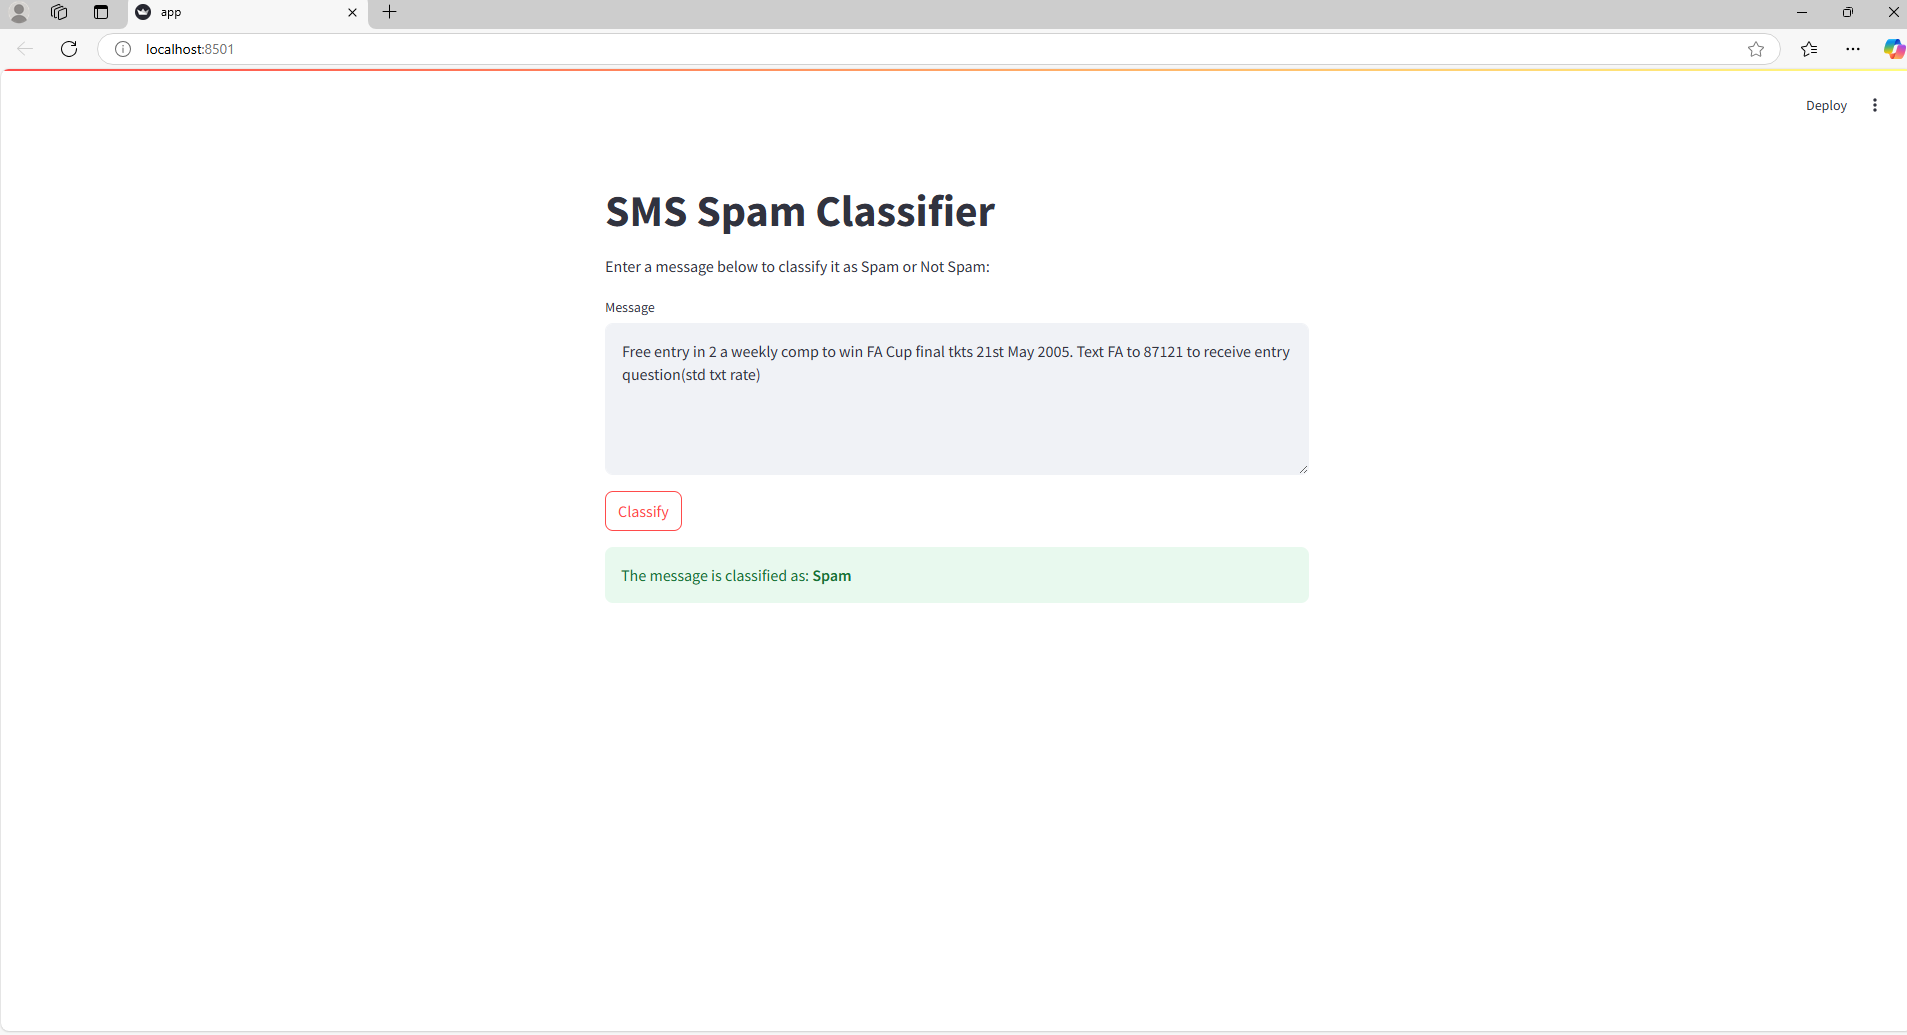 app
localhost:8501
Deploy
SMS Spam Classifier
Enter a message below to classify it as Spam or Not Spam:
Message
Free entry in 2 a weekly comp to win FA Cup final tkts 21st May 2005. Text FA to 87121 to receive entry
question(std txt rate)
Classify
The message is classified as: Spam